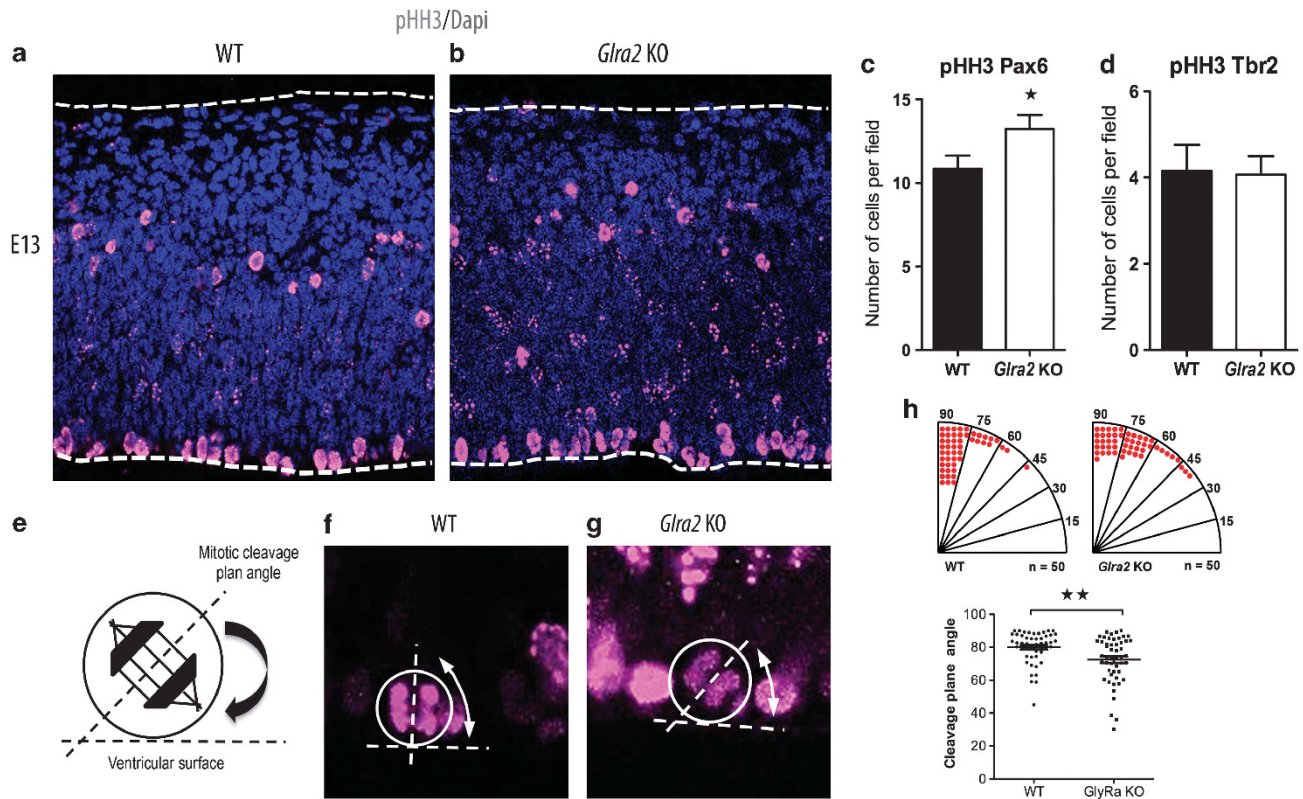 pHH3/Dapi
a
WT
b
Glra2 KO
E13
c
pHH3 Pax6
★
Number of cells per field
15
10
5
0
WT
Glra2 KO
d
pHH3 Tbr2
Number of cells per field
6
4
2
0
WT
Glra2 KO
e
Mitotic cleavage
plan angle
Ventricular surface
f
WT
g
Glra2 KO
h
90
75
60
45
30
15
WT
n = 50
90
75
60
45
30
15
Glra2 KO
n = 50
★★
Cleavage plane angle
100
80
60
40
20
0
WT
GlyRa KO